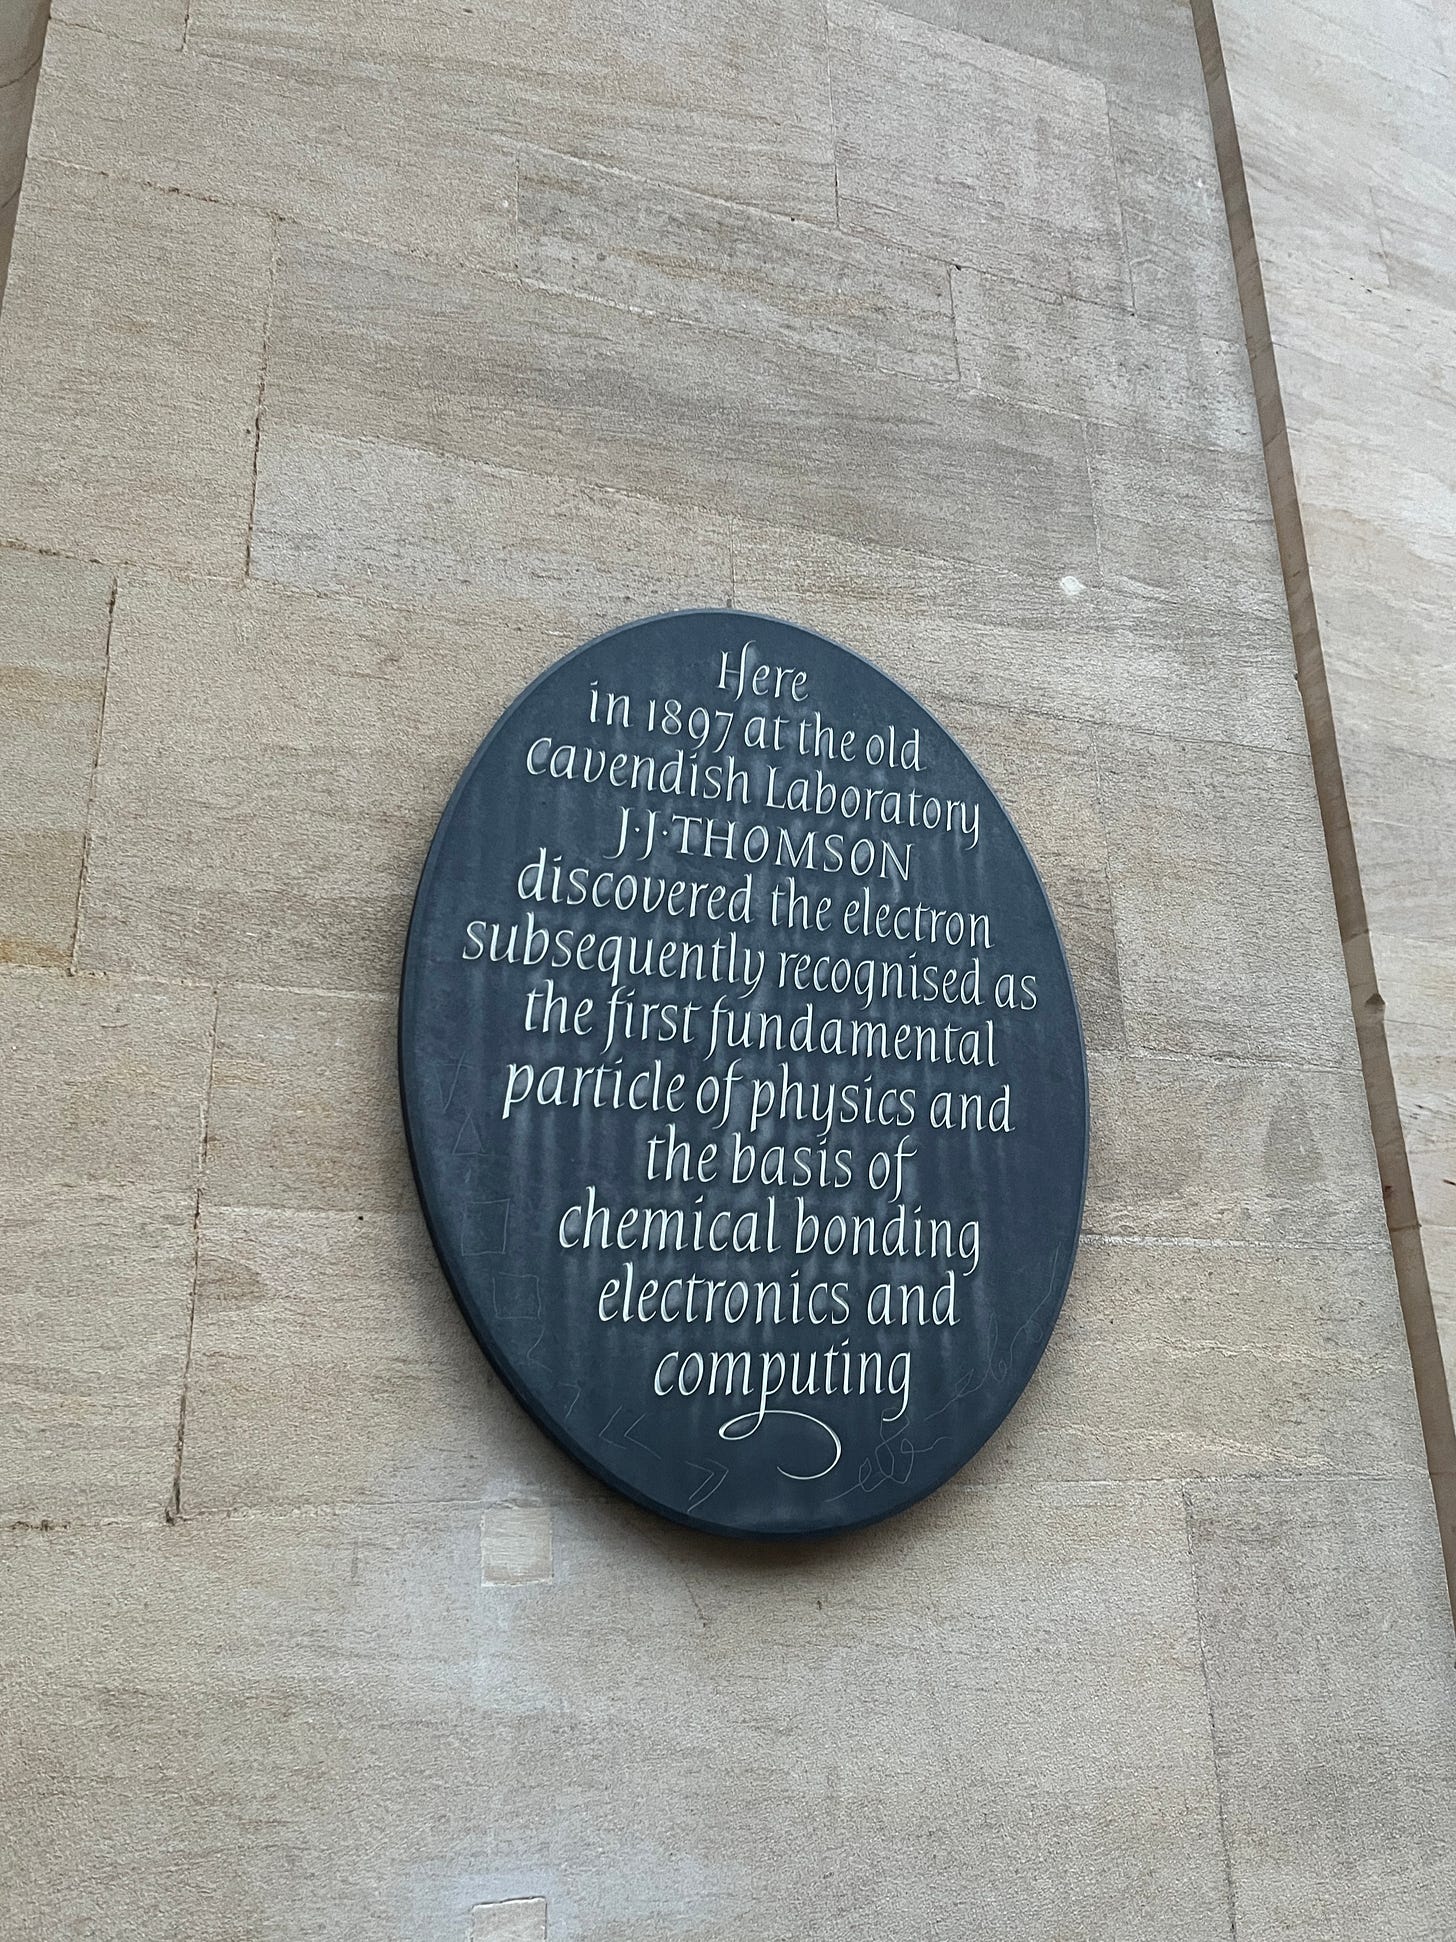 Here
in 1897 at the old
Cavendish Laboratory
J·J·THOMSON
discovered the electron
subsequently recognised as
the first fundamental
particle of physics and
the basis of
chemical bonding
electronics and
computing